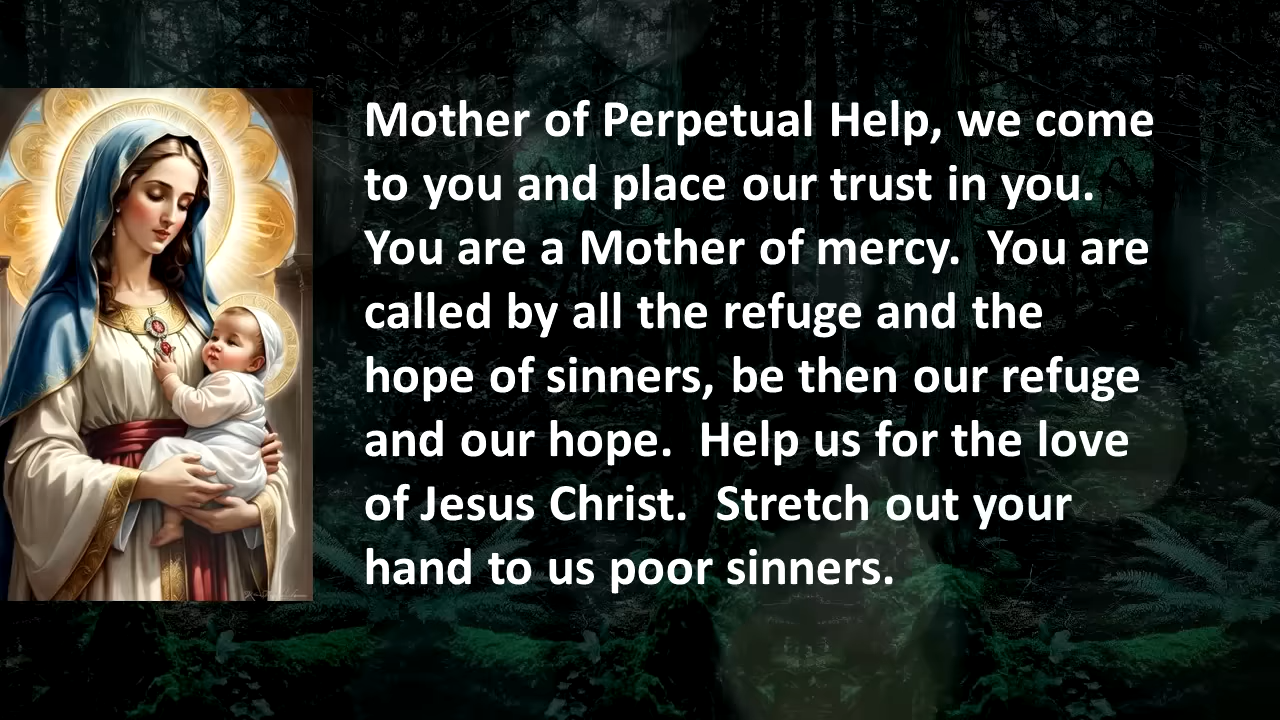 Mother of Perpetual Help, we come
to you and place our trust in you.
You are a Mother of mercy.  You are
called by all the refuge and the
hope of sinners, be then our refuge
and our hope.  Help us for the love
of Jesus Christ.  Stretch out your
hand to us poor sinners.